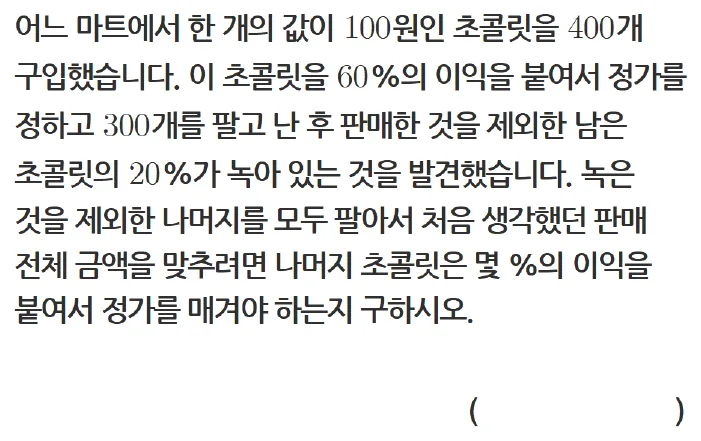 어느 마트에서 한 개의 값이 100원인 초콜릿을 400개
구입했습니다. 이 초콜릿을 60%의 이익을 붙여서 정가를
정하고 300개를 팔고 난 후 판매한 것을 제외한 남은
초콜릿의 20%가 녹아 있는 것을 발견했습니다. 녹은
것을 제외한 나머지를 모두 팔아서 처음 생각했던 판매
전체 금액을 맞추려면 나머지 초콜릿은 몇 %의 이익을
붙여서 정가를 매겨야 하는지 구하시오.
(          )